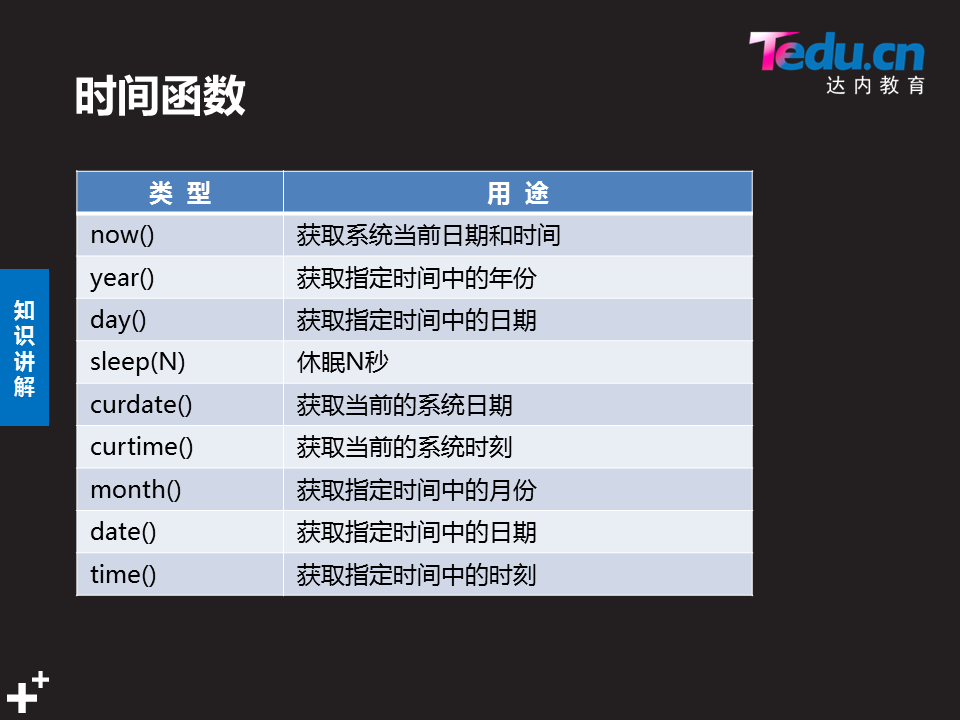 Tedu.cn
达内教育
时间函数
类 型 用 途
now() 获取系统当前日期和时间
year() 获取指定时间中的年份
day() 获取指定时间中的日期
sleep(N) 休眠N秒
curdate() 获取当前的系统日期
curtime() 获取当前的系统时刻
month() 获取指定时间中的月份
date() 获取指定时间中的日期
time() 获取指定时间中的时刻
知识讲解